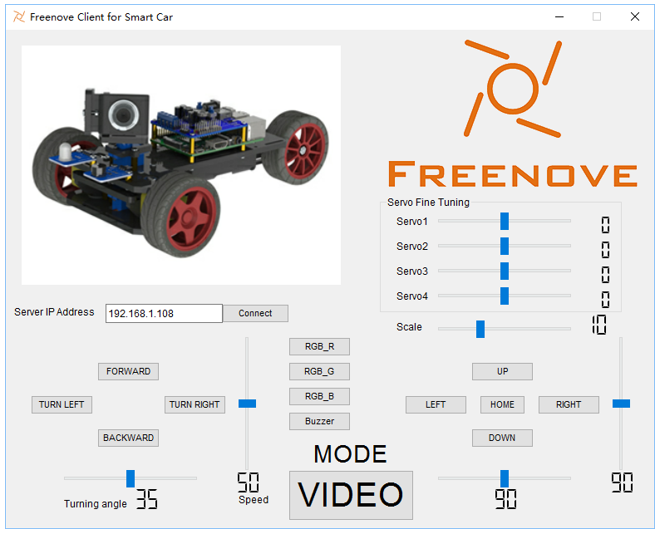 Freenove Client for Smart Car
FREENOVE
Servo Fine Tuning
Servo1 0
Servo2 0
Servo3 0
Servo4 0
Server IP Address 192.168.1.108 Connect
Scale 10
RGB_R
FORWARD RGB_G UP
TURN LEFT TURN RIGHT RGB_B LEFT HOME RIGHT
Buzzer
BACKWARD DOWN
MODE
VIDEO
Turning angle 35
50
Speed
90
90